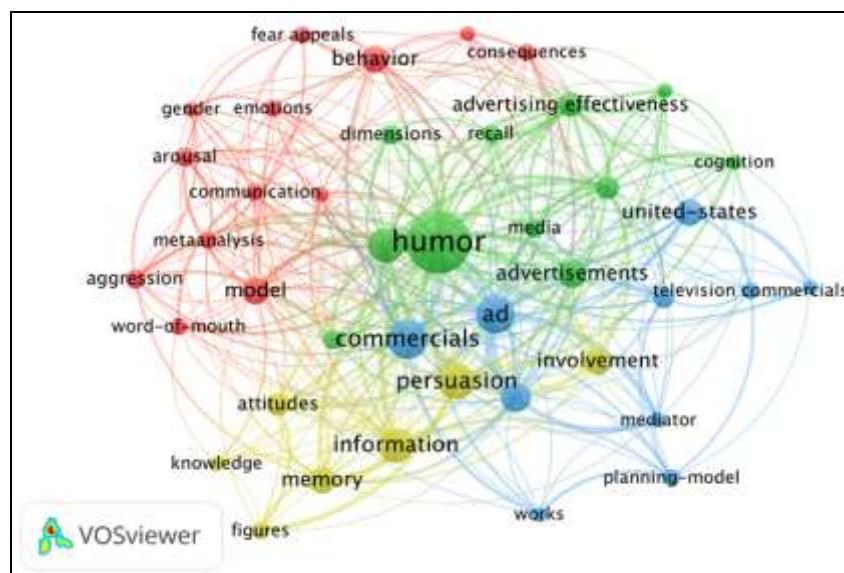 fear appeals
behavior
consequences
gender
emotions
advertising effectiveness
dimensions
recall
arousal
cognition
communication
united-states
metaanalysis
humor
media
aggression
model
advertisements
television commercials
word-of-mouth
ad
commercials
involvement
persuasion
attitudes
mediator
information
knowledge
memory
planning-model
figures
works
VOSviewer